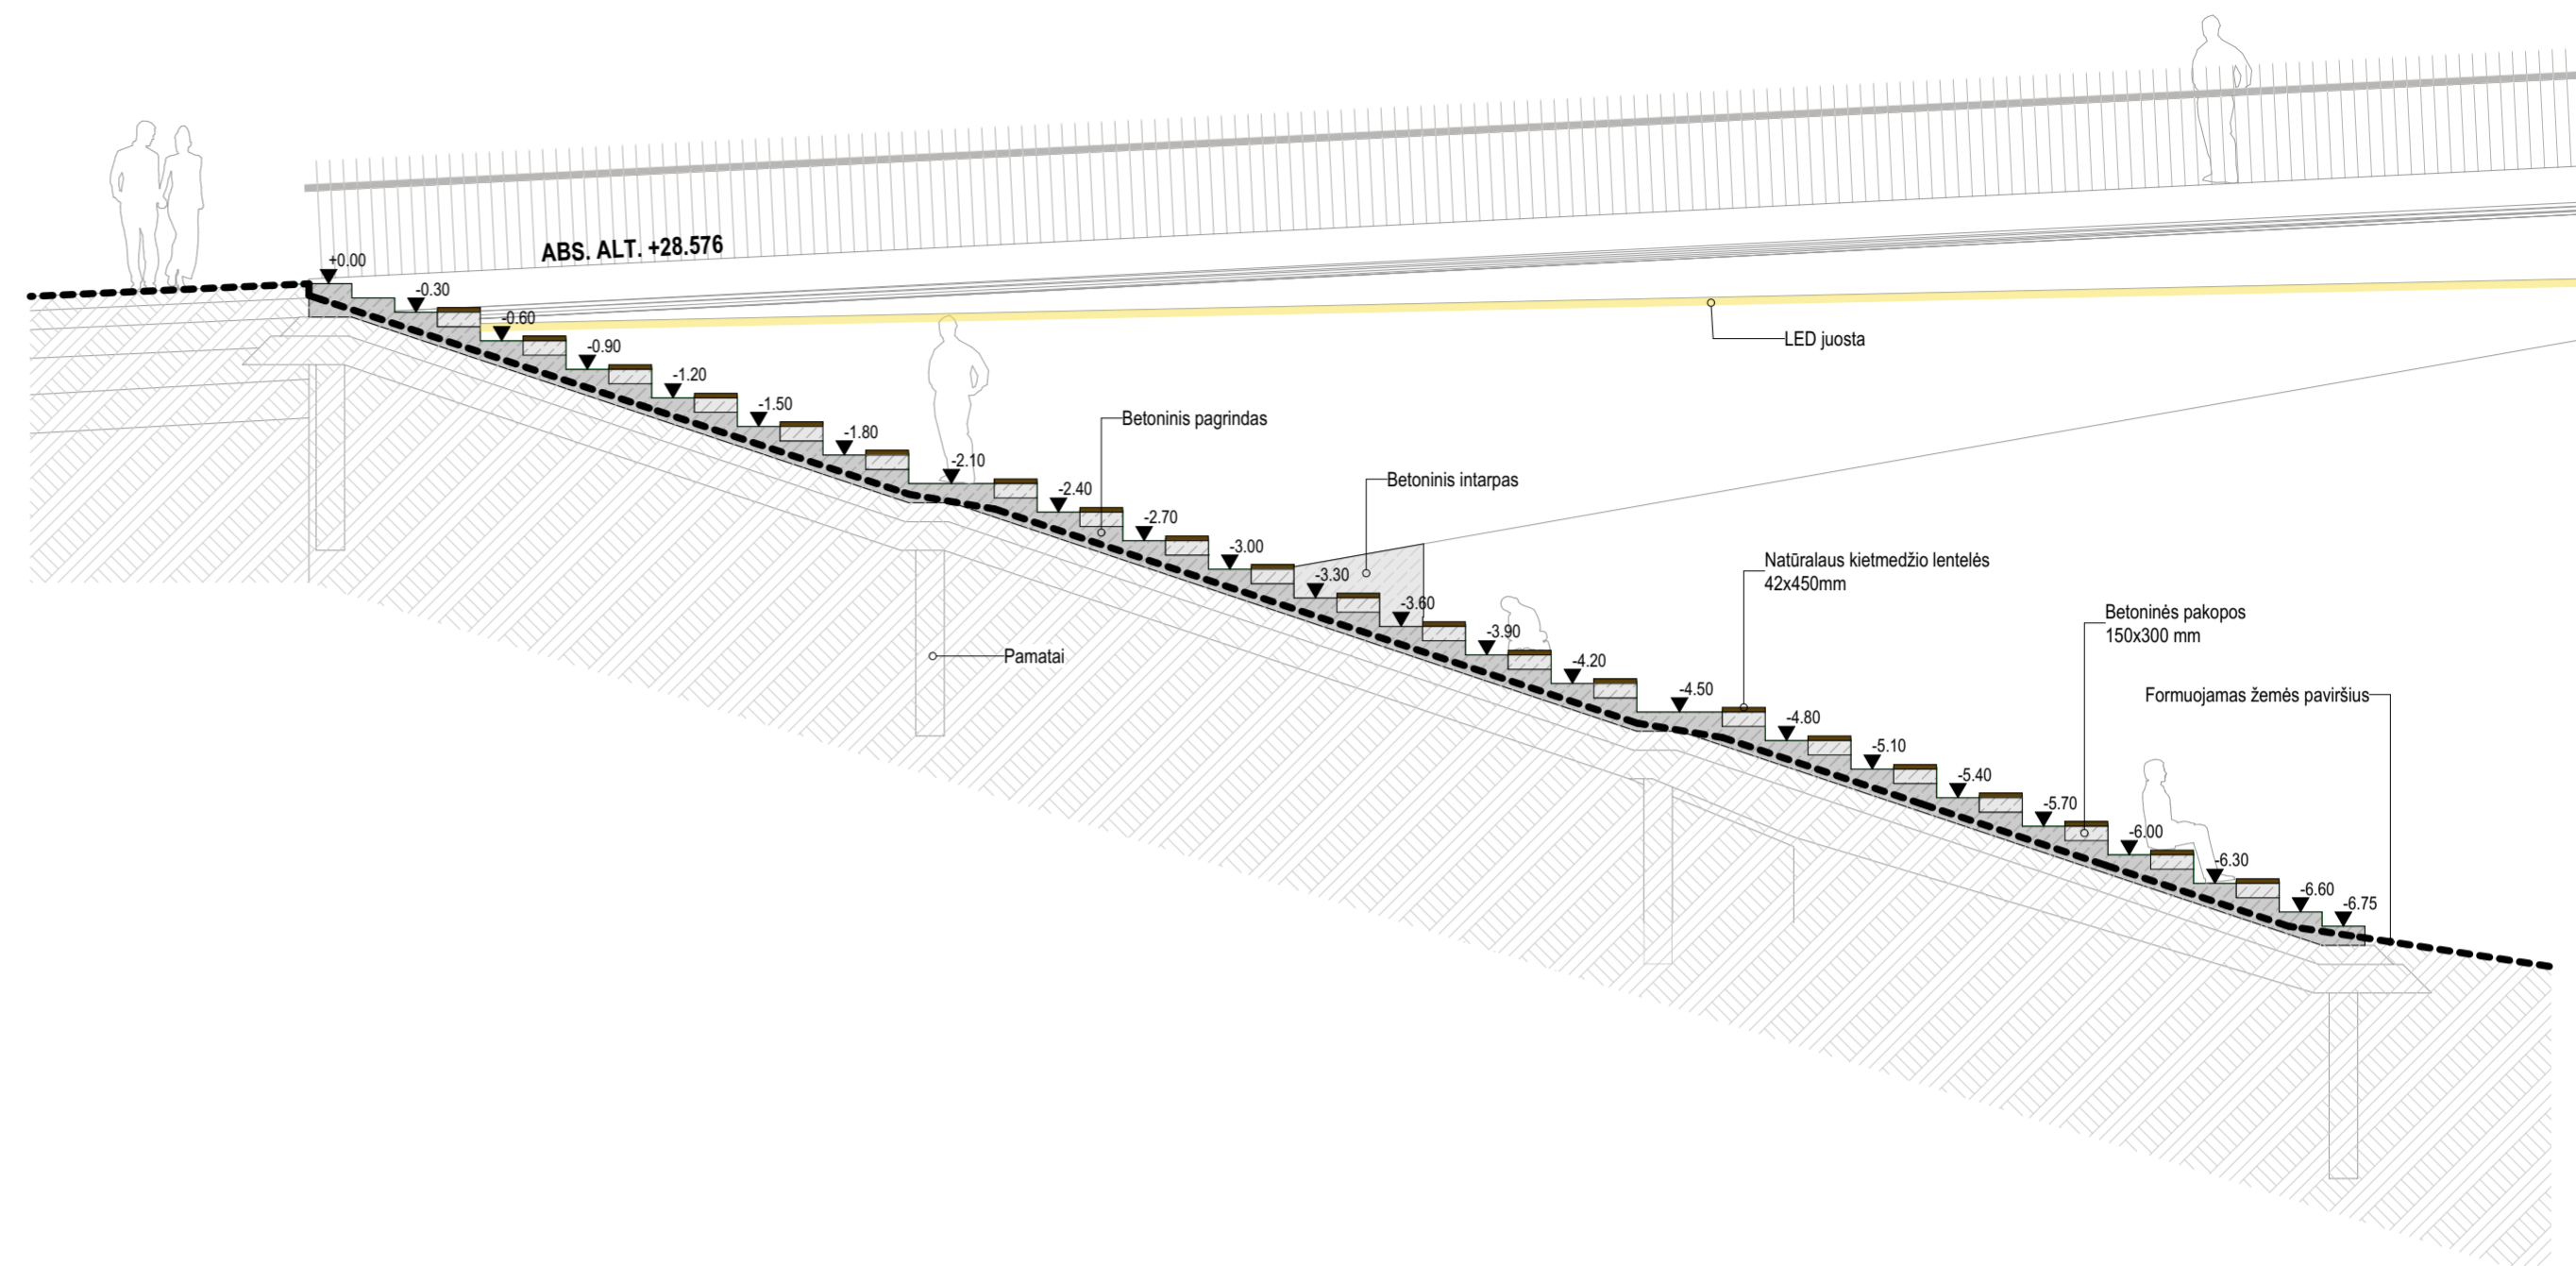 ABS. ALT. +28.576
+0.00
-0.30
-0.60
LED juosta
-0.90
-1.20
-1.50
Betoninis pagrindas
-1.80
-2.10
Betoninis intarpas
-2.40
-2.70
-3.00
Natūralaus kietmedžio lentelės
42x450mm
-3.30
-3.60
Betoninės pakopos
150x300 mm
-3.90
Pamatai
-4.20
-4.50
Formuojamas žemės paviršius
-4.80
-5.10
-5.40
-5.70
-6.00
-6.30
-6.60
-6.75